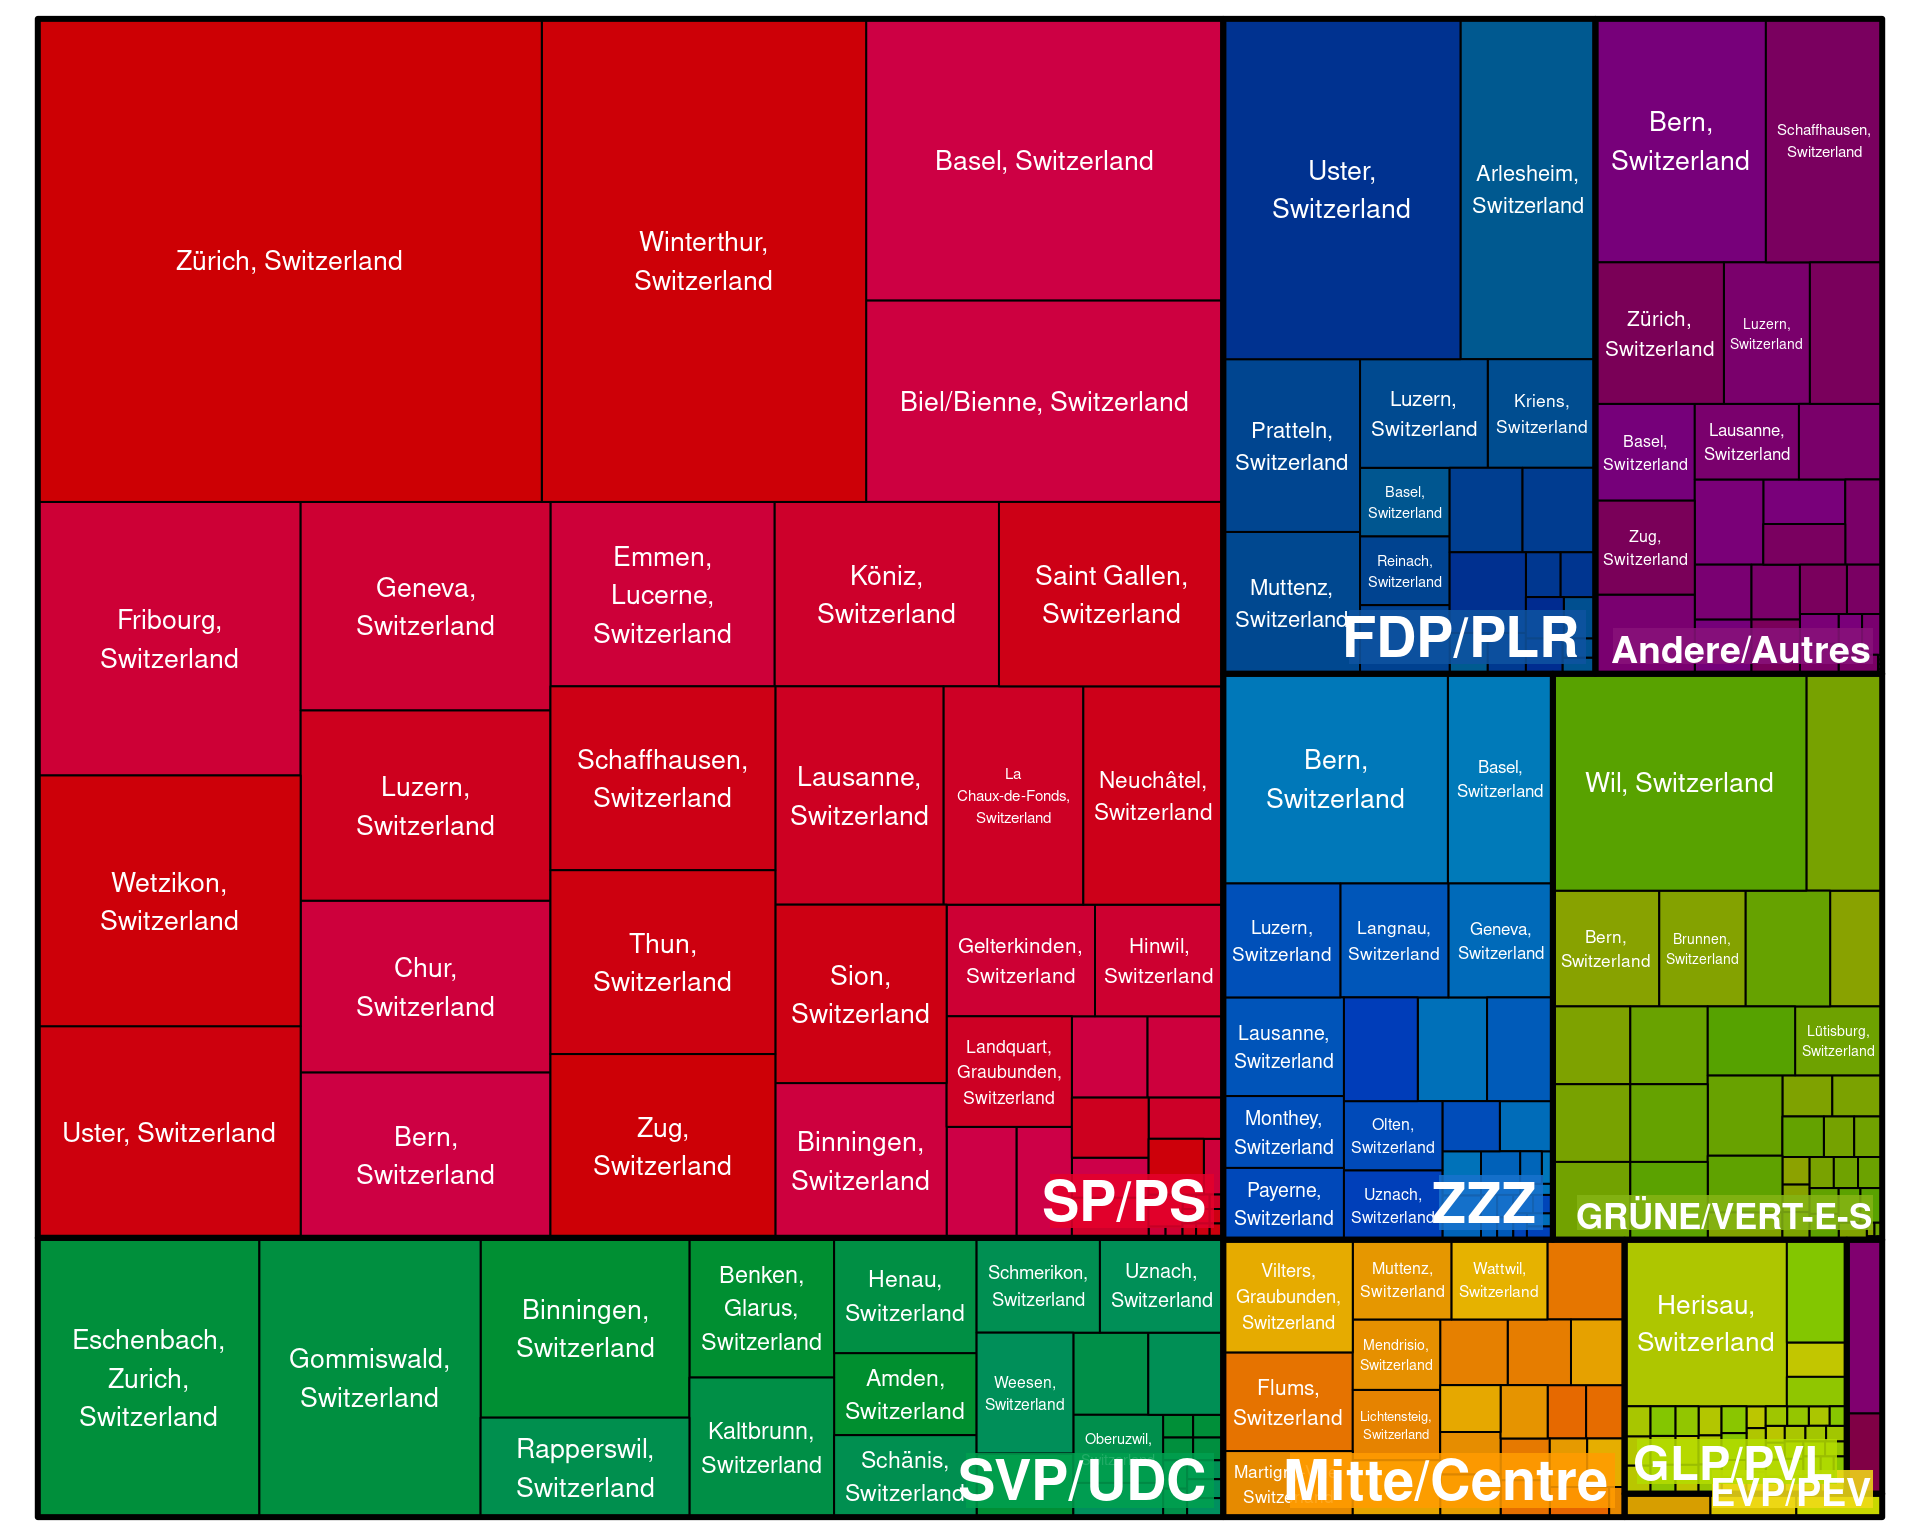 Zürich, Switzerland
Winterthur,
Switzerland
Basel, Switzerland
Biel/Bienne, Switzerland
Fribourg,
Switzerland
Geneva,
Switzerland
Emmen,
Lucerne,
Switzerland
Köniz,
Switzerland
Saint Gallen,
Switzerland
Wetzikon,
Switzerland
Luzern,
Switzerland
Schaffhausen,
Switzerland
Lausanne,
Switzerland
La
Chaux-de-Fonds,
Switzerland
Neuchâtel,
Switzerland
Uster, Switzerland
Chur,
Switzerland
Thun,
Switzerland
Sion,
Switzerland
Gelterkinden,
Switzerland
Hinwil,
Switzerland
Landquart,
Graubunden,
Switzerland
Bern,
Switzerland
Zug,
Switzerland
Binningen,
Switzerland
SP/PS
Uster,
Switzerland
Arlesheim,
Switzerland
Pratteln,
Switzerland
Luzern,
Switzerland
Kriens,
Switzerland
Basel,
Switzerland
Reinach,
Switzerland
Muttenz,
Switzerland
FDP/PLR
Bern,
Switzerland
Schaffhausen,
Switzerland
Zürich,
Switzerland
Luzern,
Switzerland
Basel,
Switzerland
Lausanne,
Switzerland
Zug,
Switzerland
Andere/Autres
Bern,
Switzerland
Basel,
Switzerland
Luzern,
Switzerland
Langnau,
Switzerland
Geneva,
Switzerland
Lausanne,
Switzerland
Monthey,
Switzerland
Olten,
Switzerland
Payerne,
Switzerland
Uznach,
Switzerland
ZZZ
Wil, Switzerland
Bern,
Switzerland
Brunnen,
Switzerland
Lütisburg,
Switzerland
GRÜNE/VERT-E-S
Eschenbach,
Zurich,
Switzerland
Gommiswald,
Switzerland
Binningen,
Switzerland
Rapperswil,
Switzerland
Benken,
Glarus,
Switzerland
Kaltbrunn,
Switzerland
Henau,
Switzerland
Amden,
Switzerland
Schänis,
Switzerland
Schmerikon,
Switzerland
Uznach,
Switzerland
Weesen,
Switzerland
Oberuzwil,
SVP/UDC
Vilters,
Graubunden,
Switzerland
Muttenz,
Switzerland
Wattwil,
Switzerland
Mendrisio,
Switzerland
Flums,
Switzerland
Lichtensteig,
Switzerland
Mitte/Centre
Herisau,
Switzerland
GLP/PVL
EVP/PEV